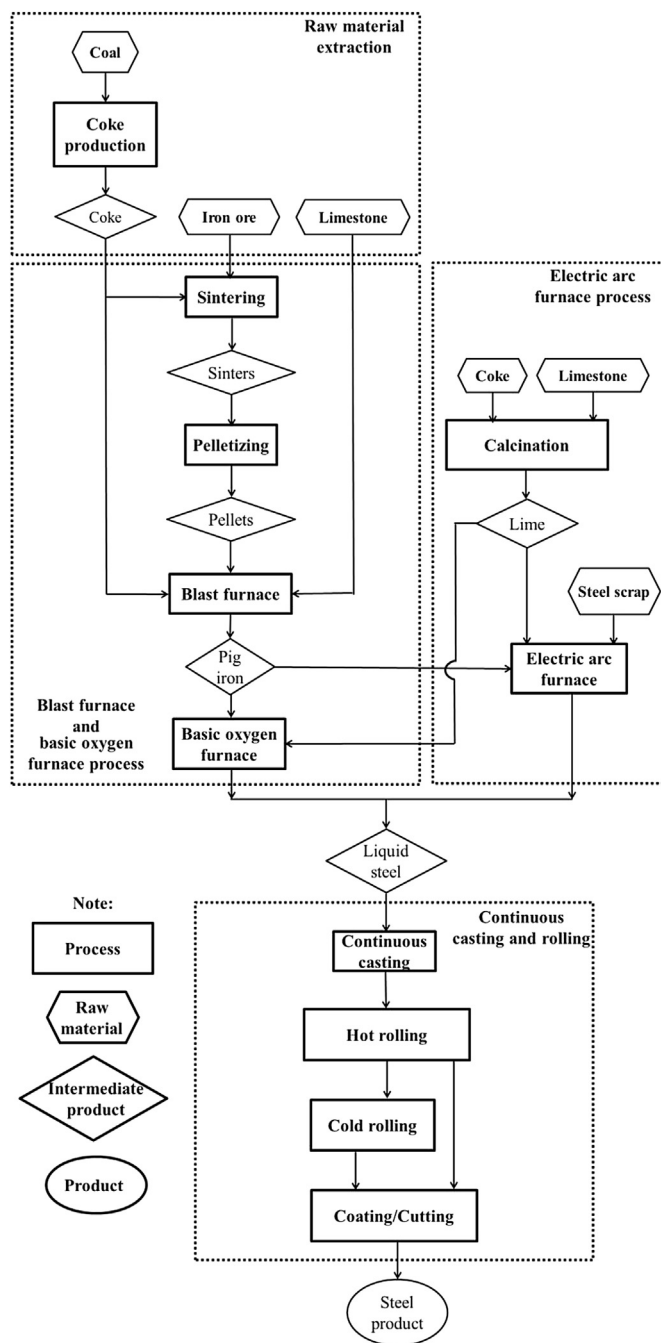 Raw material
extraction
Coal
Coke
production
Coke
Iron ore
Limestone
Sintering
Sinters
Pelletizing
Pellets
Blast furnace
Pig
iron
Basic oxygen
furnace
Blast furnace
and
basic oxygen
furnace process
Electric arc
furnace process
Coke
Limestone
Calcination
Lime
Steel scrap
Electric arc
furnace
Liquid
steel
Continuous
casting and rolling
Continuous
casting
Hot rolling
Cold rolling
Coating/Cutting
Steel
product
Note:
Process
Raw
material
Intermediate
product
Product